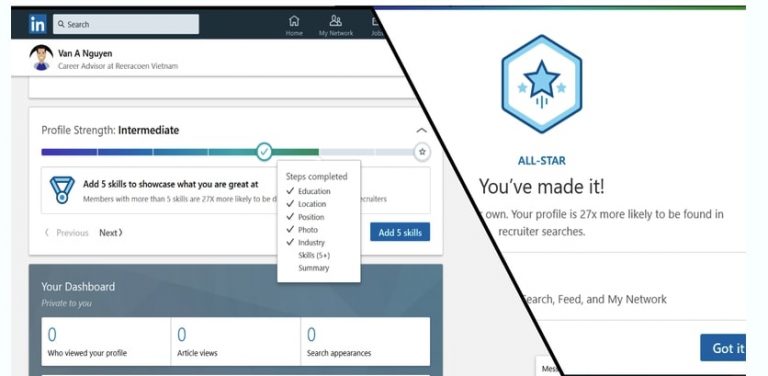 in
Search
Home
My Network
Van A Nguyen
Career Advisor at Reeracoen Vietnam
Profile Strength: Intermediate
Add 5 skills to showcase what you are great at
Members with more than 5 skills are 27X more likely to be
Previous Next
Add 5 skills
Steps completed
Education
Location
Position
Photo
Industry
Skills (5+)
Summary
Your Dashboard
Private to you
0
Who viewed your profile
0
Article views
0
Search appearances
ALL-STAR
You've made it!
own. Your profile is 27x more likely to be found in
recruiter searches.
Search, Feed, and My Network
Got it